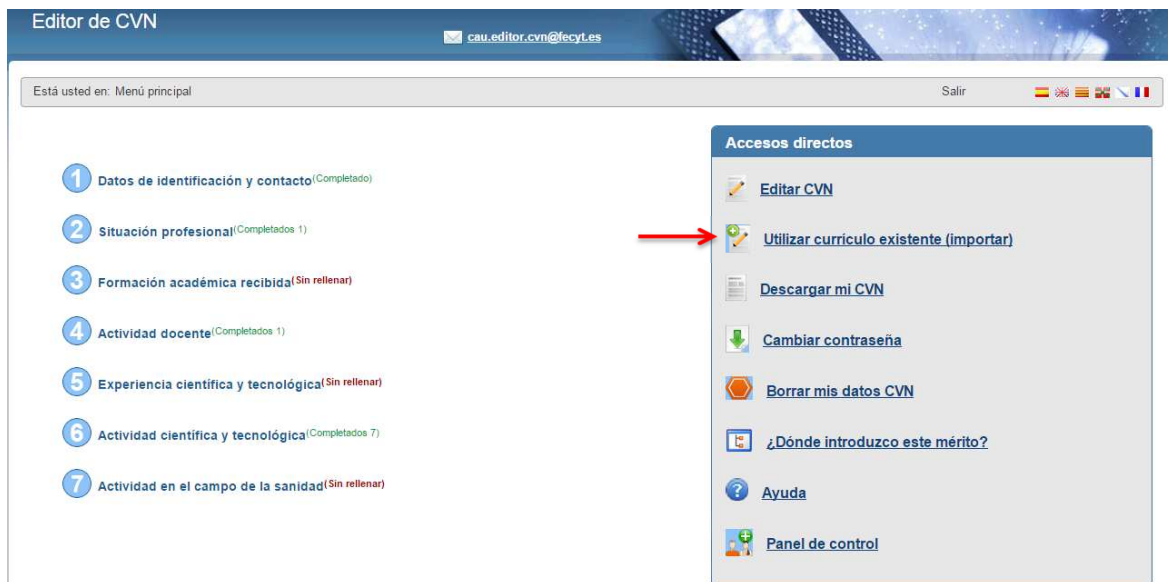 Editor de CVN
cau.editor.cvn@fecyt.es
Está usted en: Menú principal
Salir
1 Datos de identificación y contacto(Completado)
2 Situación profesional(Completados 1)
3 Formación académica recibida(Sin rellenar)
4 Actividad docente(Completados 1)
5 Experiencia científica y tecnológica(Sin rellenar)
6 Actividad científica y tecnológica(Completados 7)
7 Actividad en el campo de la sanidad(Sin rellenar)
Accesos directos
Editar CVN
Utilizar currículo existente (importar)
Descargar mi CVN
Cambiar contraseña
Borrar mis datos CVN
¿Dónde introduzco este mérito?
Ayuda
Panel de control